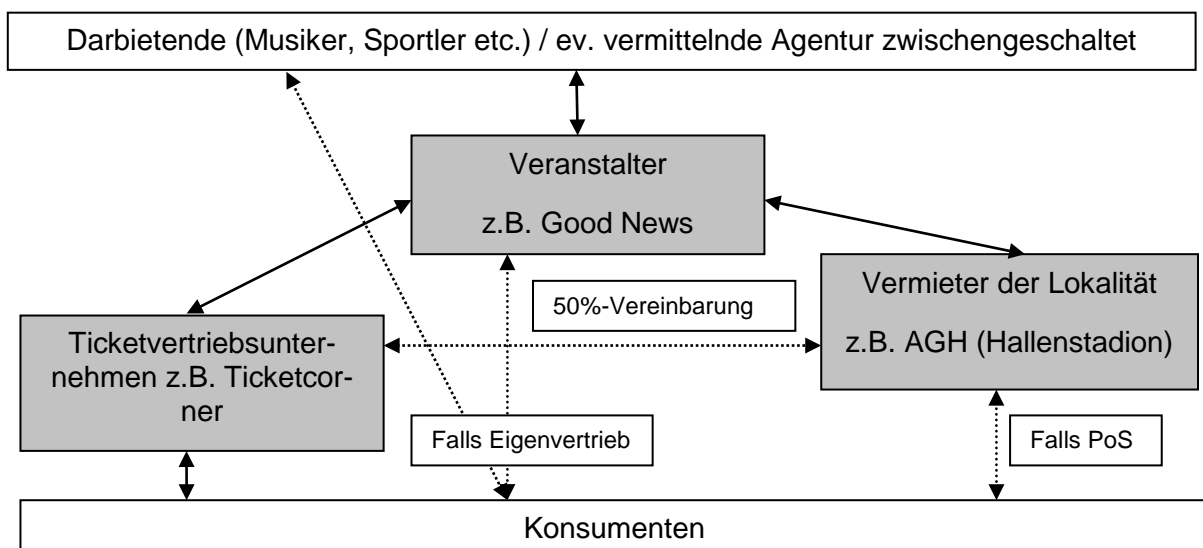 Darbietende (Musiker, Sportler etc.) / ev. vermittelnde Agentur zwischengeschaltet
Veranstalter
z.B. Good News
50%-Vereinbarung
Vermieter der Lokalität
z.B. AGH (Hallenstadion)
Ticketvertriebsunter-
nehmen z.B. Ticketcor-
ner
Falls Eigenvertrieb
Falls PoS
Konsumenten